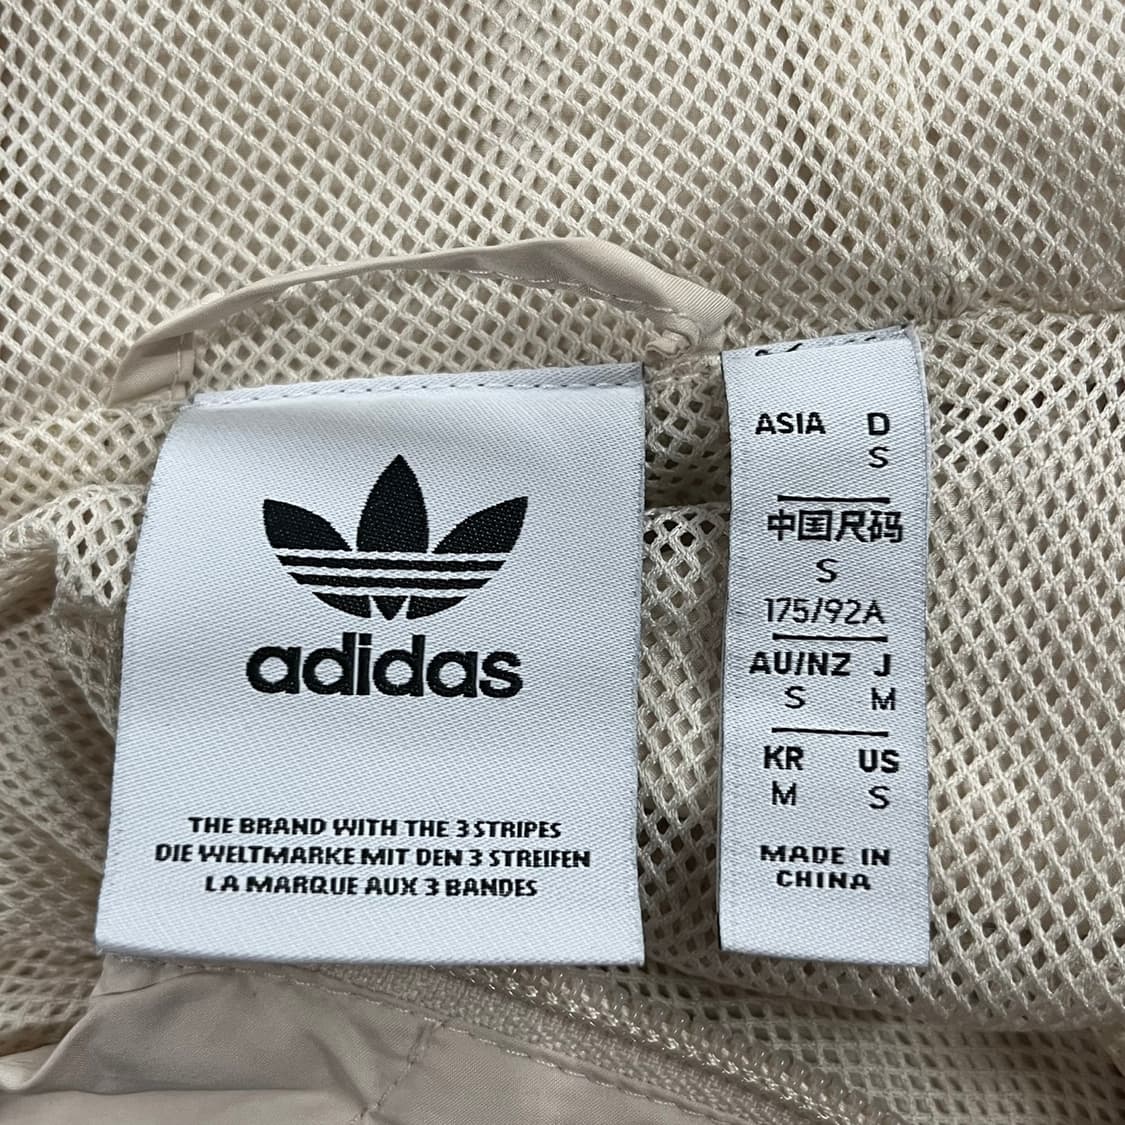 adidas
THE BRAND WITH THE 3 STRIPES
DIE WELTMARKE MIT DEN 3 STREIFEN
LA MARQUE AUX 3 BANDES
ASIA D
S
中国尺码
S
175/92A
AU/NZ J
S M
KR US
M S
MADE IN
CHINA